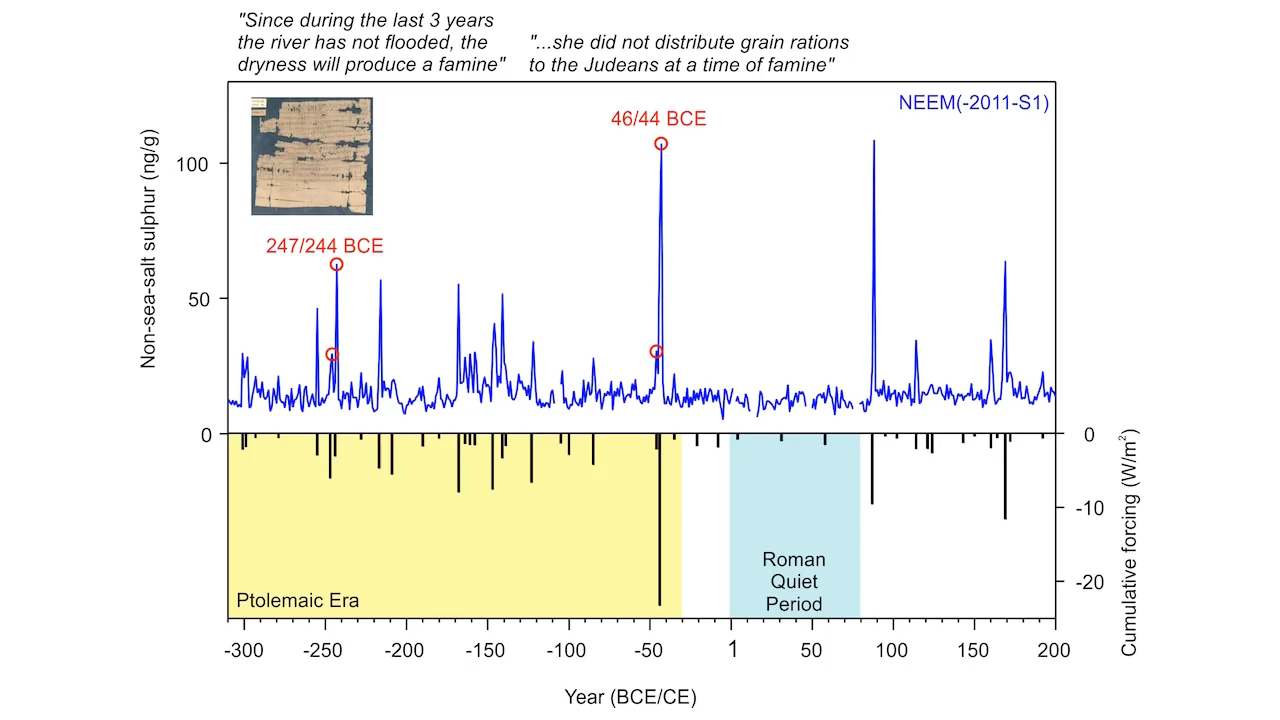 "Since during the last 3 years
the river has not flooded, the
dryness will produce a famine"
"...she did not distribute grain rations
to the Judeans at a time of famine"
NEEM(-2011-S1)
46/44 BCE
247/244 BCE
Non-sea-salt sulphur (ng/g)
100
50
0
0
-10
-20
Cumulative forcing (W/m²)
Roman
Quiet
Period
Ptolemaic Era
-300
-250
-200
-150
-100
-50
1
50
100
150
200
Year (BCE/CE)